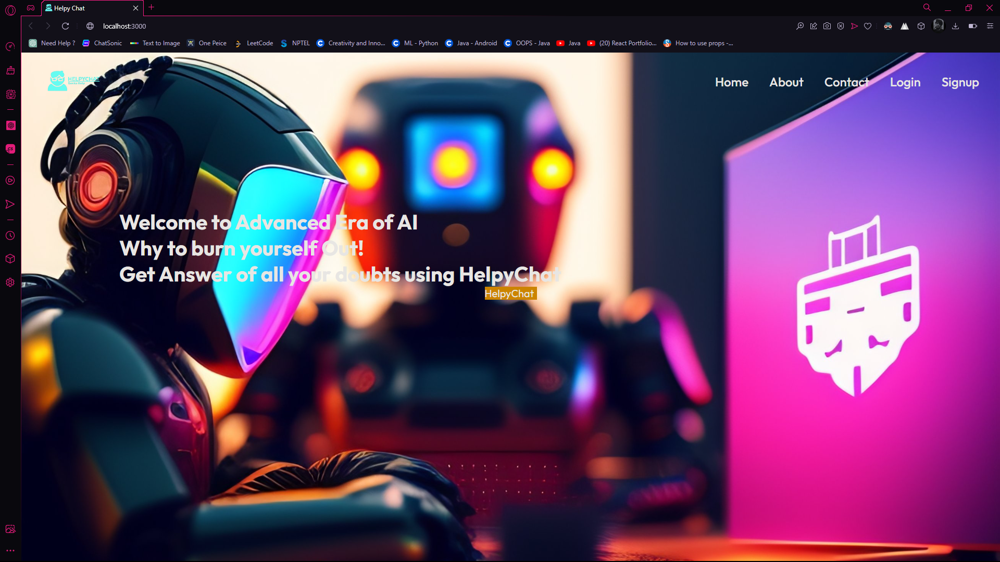 Helpy Chat
localhost:3000
Need Help ? ChatSonic Text to Image One Peice LeetCode NPTEL Creativity and Inno... ML - Python Java - Android OOPS - Java Java (20) React Portfolio... How to use props -...
HELPYCHAT
Home About Contact Login Signup
CS
Welcome to Advanced Era of AI
Why to burn yourself Out!
Get Answer of all your doubts using HelpyChat
HelpyChat